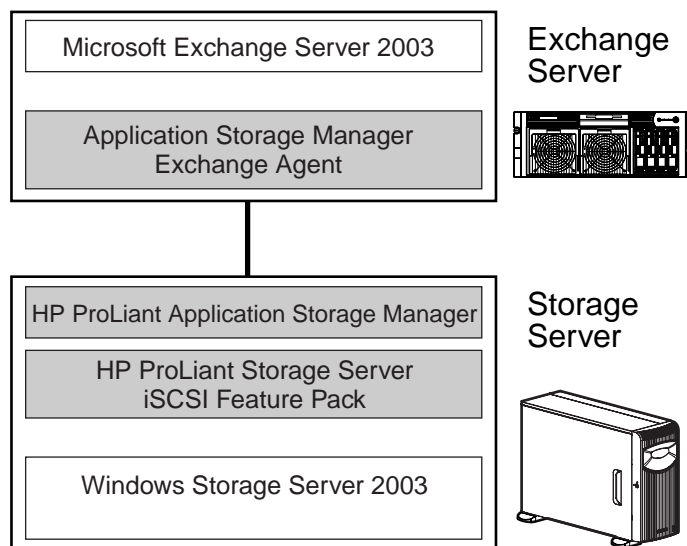 Microsoft Exchange Server 2003
Exchange
Server
Application Storage Manager
Exchange Agent
HP ProLiant Application Storage Manager
Storage
Server
HP ProLiant Storage Server
iSCSI Feature Pack
Windows Storage Server 2003